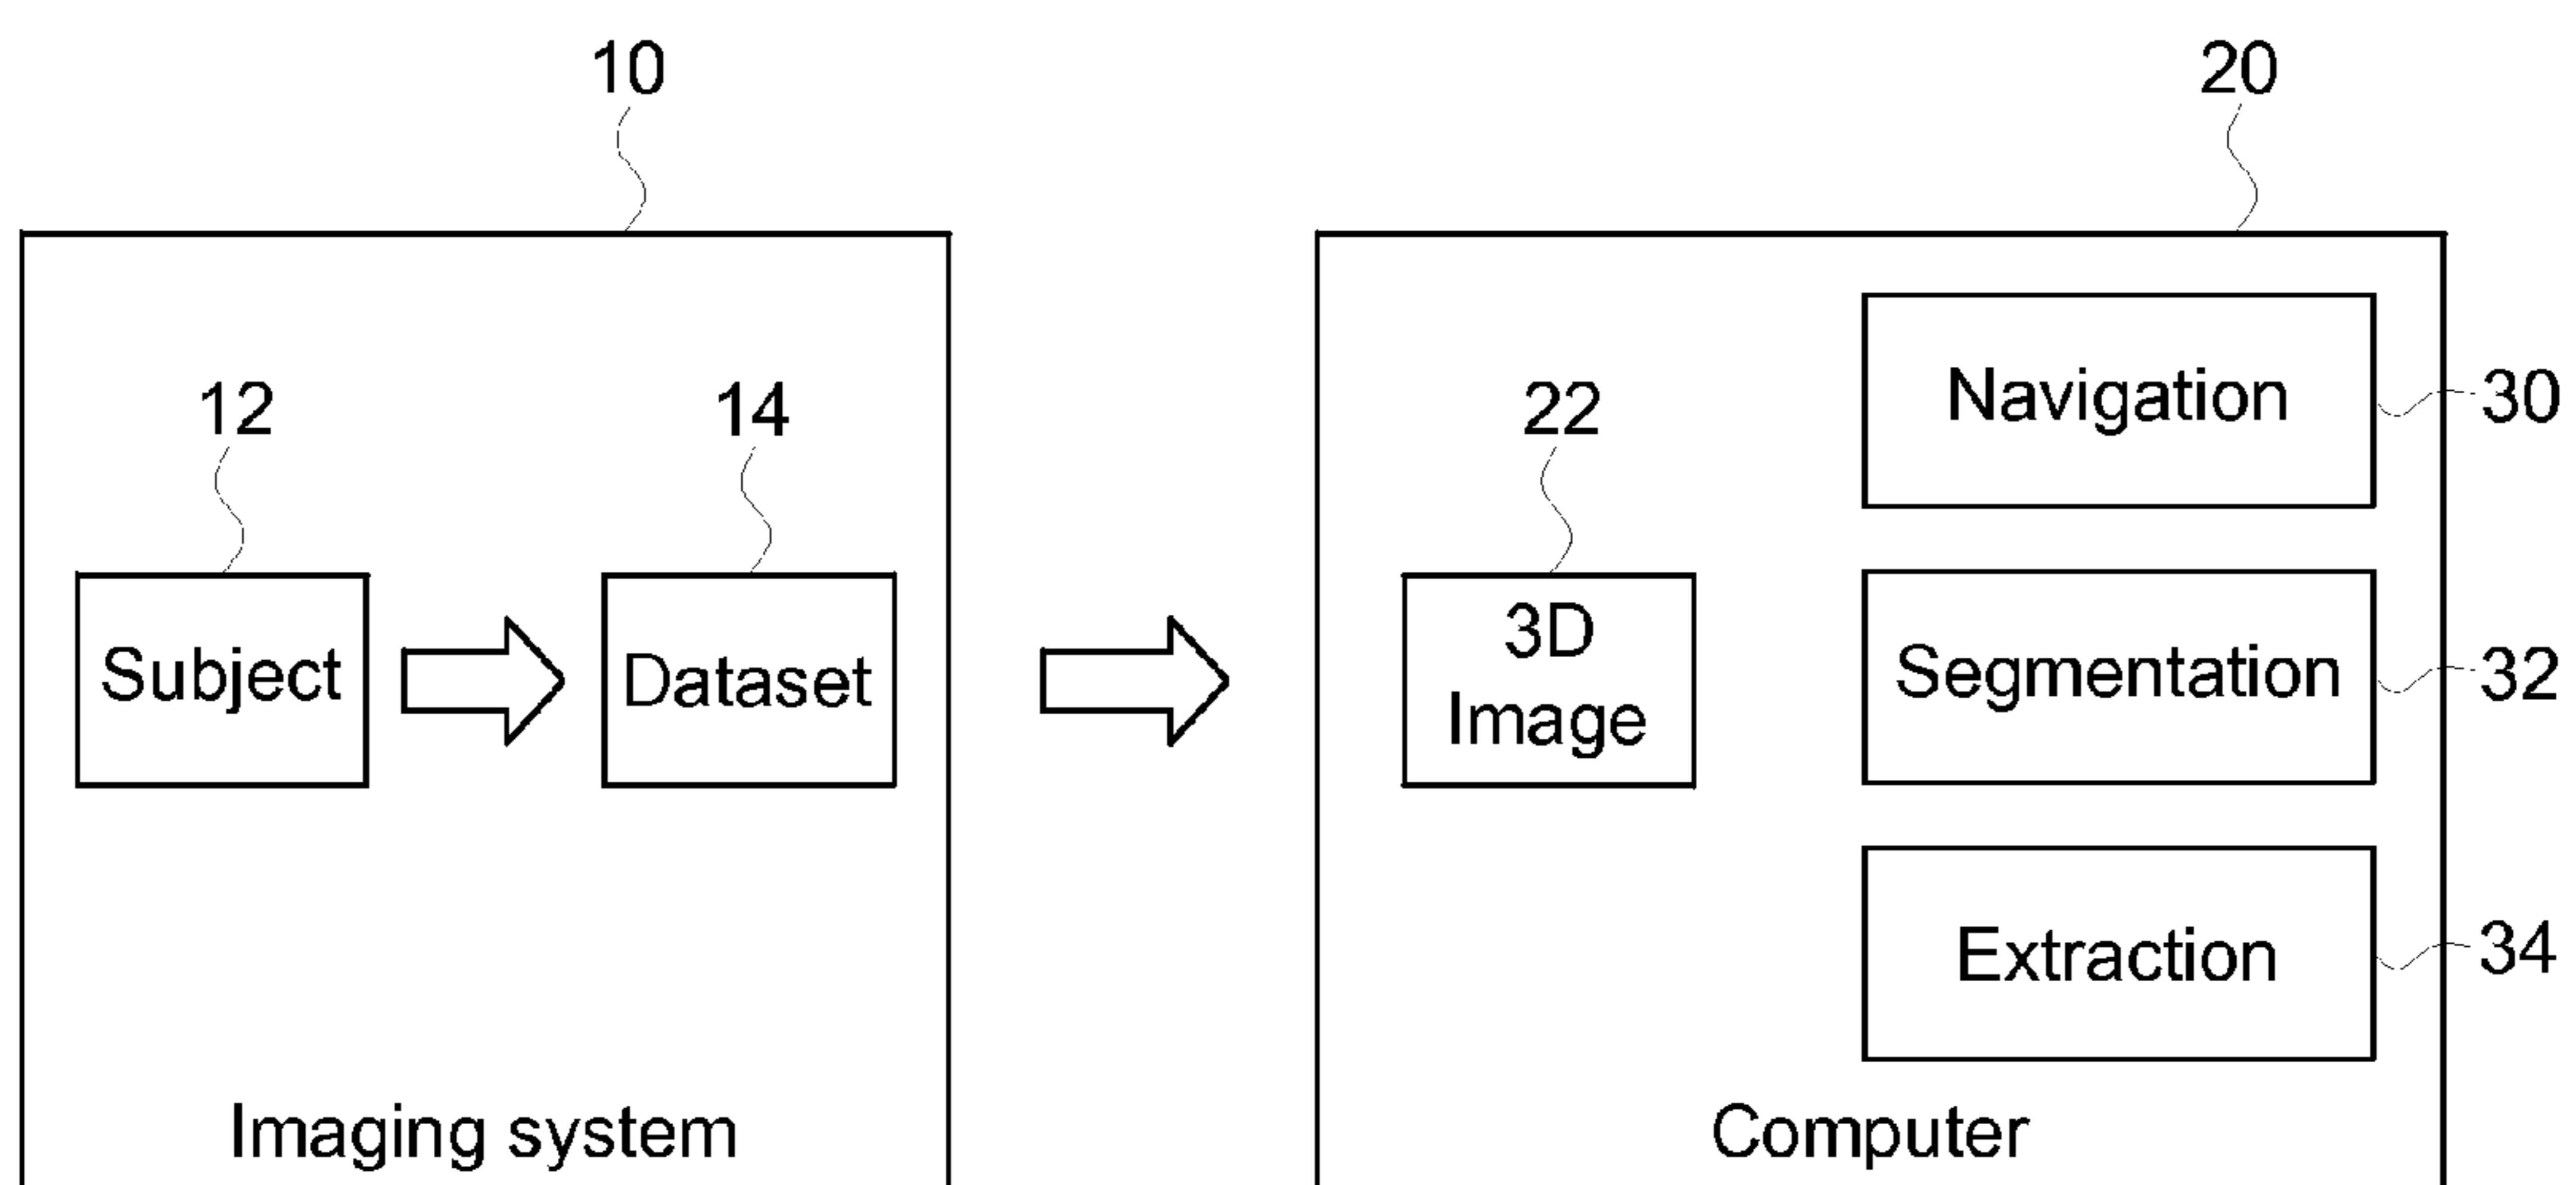 10
20
12
14
22
Navigation
30
Subject
Dataset
3D
Image
Segmentation
32
Extraction
34
Imaging system
Computer